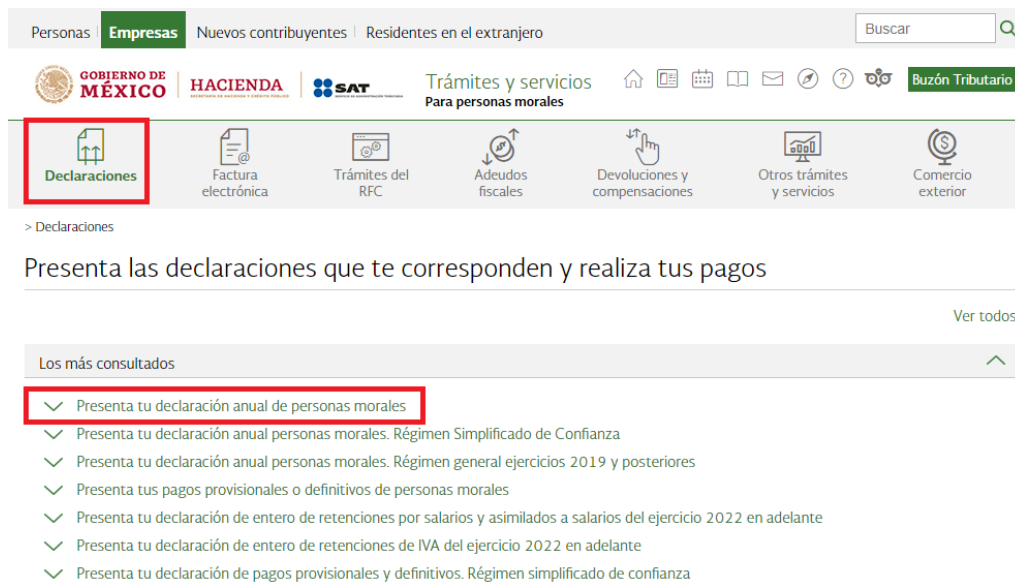 Personas Empresas Nuevos contribuyentes Residentes en el extranjero Buscar
GOBIERNO DE MÉXICO HACIENDA SAT
Trámites y servicios
Para personas morales
Buzón Tributario
Declaraciones
Factura electrónica
Trámites del RFC
Adeudos fiscales
Devoluciones y compensaciones
Otros trámites y servicios
Comercio exterior
> Declaraciones
Presenta las declaraciones que te corresponden y realiza tus pagos
Ver todos
Los más consultados
Presenta tu declaración anual de personas morales
Presenta tu declaración anual personas morales. Régimen Simplificado de Confianza
Presenta tu declaración anual personas morales. Régimen general ejercicios 2019 y posteriores
Presenta tus pagos provisionales o definitivos de personas morales
Presenta tu declaración de entero de retenciones por salarios y asimilados a salarios del ejercicio 2022 en adelante
Presenta tu declaración de entero de retenciones de IVA del ejercicio 2022 en adelante
Presenta tu declaración de pagos provisionales y definitivos. Régimen simplificado de confianza